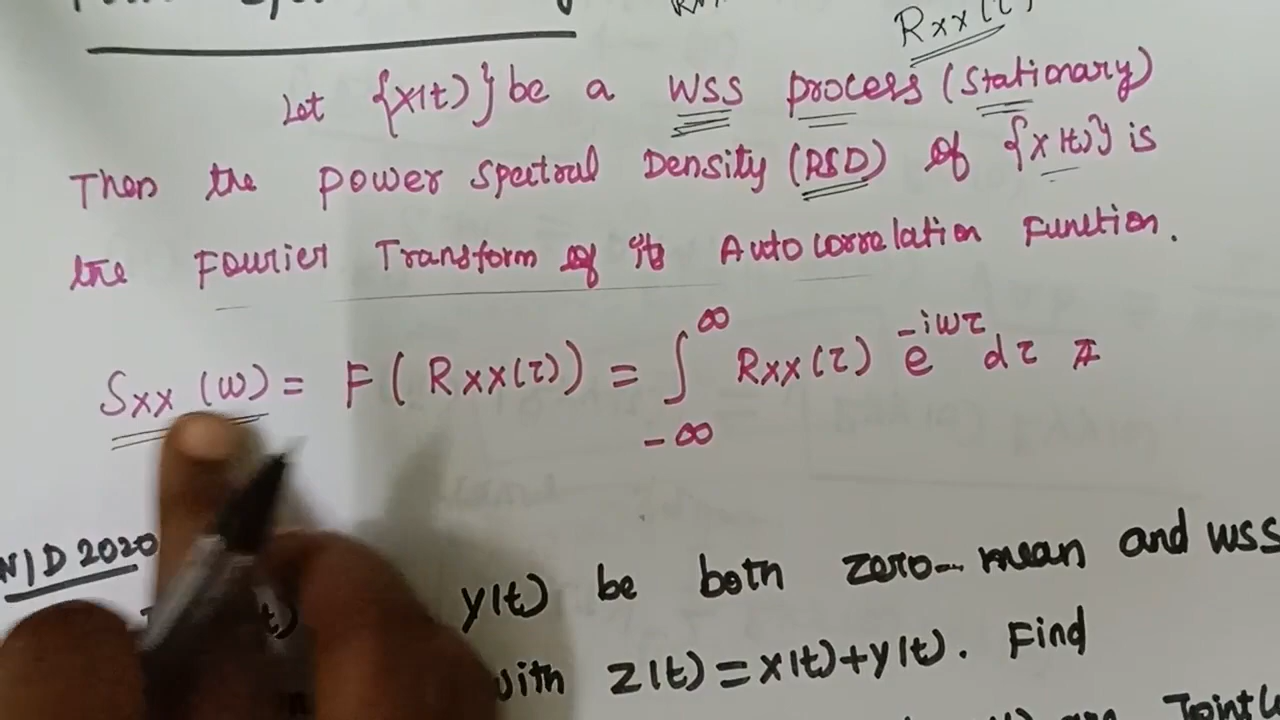 Rxx(τ)
Let {X(t)} be a WSS process (Stationary)
Then the power spectral Density (PSD) of {X(t)} is
the Fourier Transform of its Autocorrelation Function.
Sxx(ω) = F(Rxx(τ)) = ∫_{-∞}^{∞} Rxx(τ) e^{-iωτ} dτ
N/D 2020
y(t) be both zero-mean and WSS
with z(t) = x(t)+y(t). Find